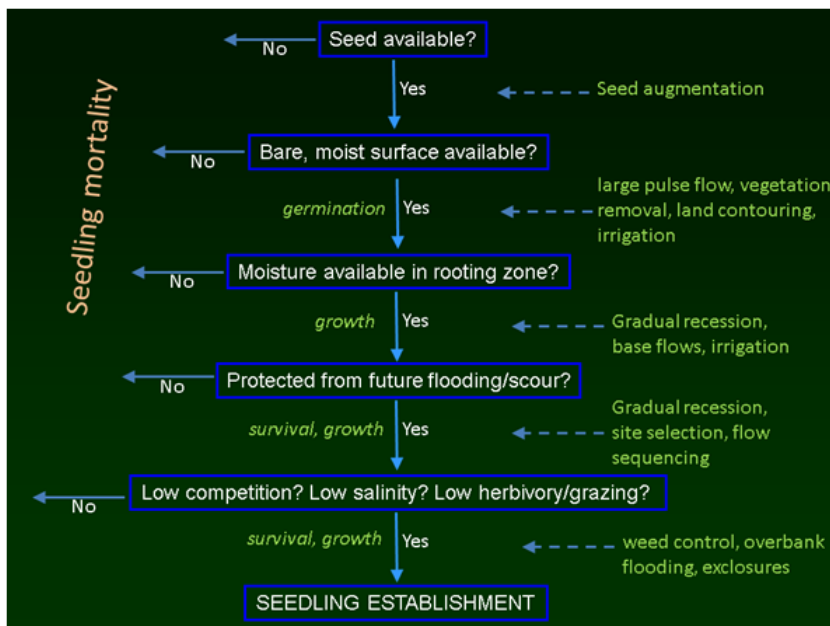 Seed available?
No
Yes
Seed augmentation
Seedling mortality
Bare, moist surface available?
No
germination
Yes
large pulse flow, vegetation
removal, land contouring,
irrigation
Moisture available in rooting zone?
No
growth
Yes
Gradual recession,
base flows, irrigation
Protected from future flooding/scour?
No
survival, growth
Yes
Gradual recession,
site selection, flow
sequencing
Low competition? Low salinity? Low herbivory/grazing?
No
survival, growth
Yes
weed control, overbank
flooding, exclosures
SEEDLING ESTABLISHMENT